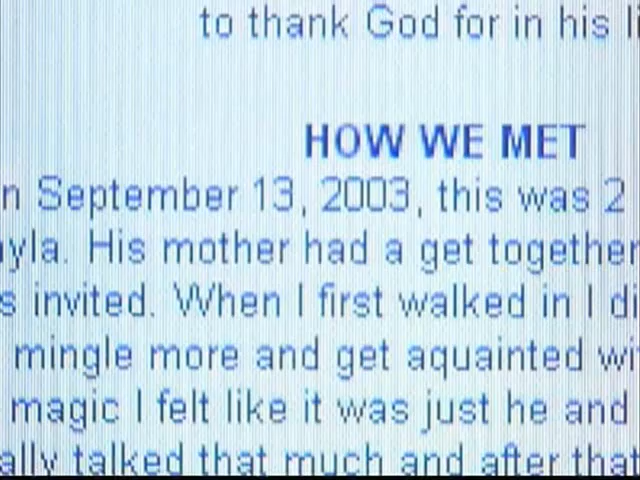 to thank God for in his
HOW WE MET
September 13, 2003, this was 2
His mother had a get together
invited. When I first walked in I
mingle more and get aquainted
magic I felt like it was just he and
talked that much and after that